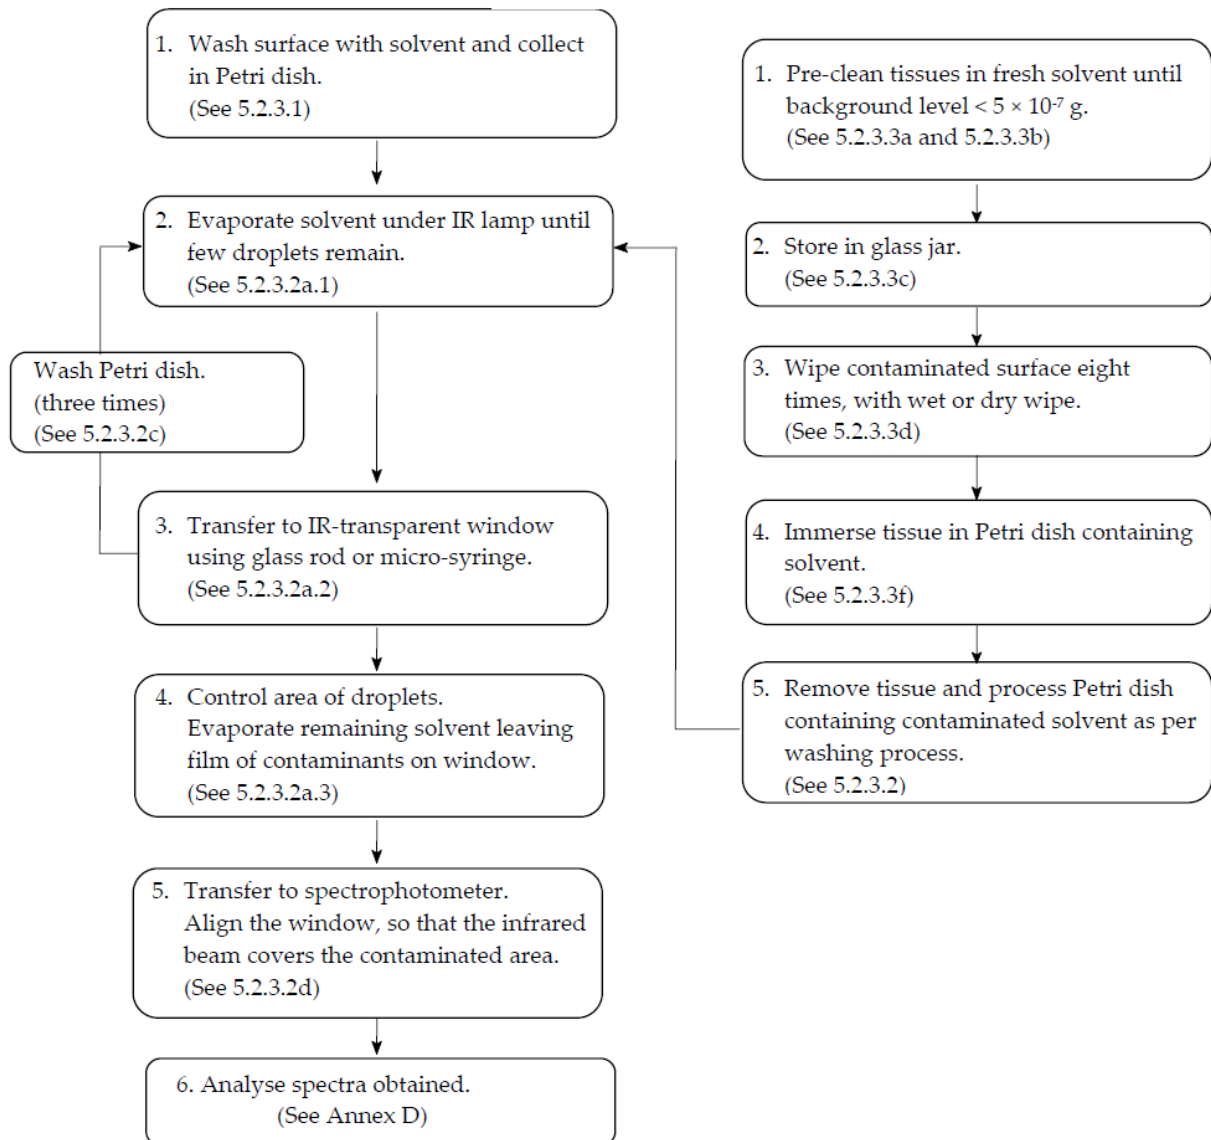 1. Wash surface with solvent and collect
in Petri dish.
(See 5.2.3.1)
2. Evaporate solvent under IR lamp until
few droplets remain.
(See 5.2.3.2a.1)
Wash Petri dish.
(three times)
(See 5.2.3.2c)
3. Transfer to IR-transparent window
using glass rod or micro-syringe.
(See 5.2.3.2a.2)
4. Control area of droplets.
Evaporate remaining solvent leaving
film of contaminants on window.
(See 5.2.3.2a.3)
5. Transfer to spectrophotometer.
Align the window, so that the infrared
beam covers the contaminated area.
(See 5.2.3.2d)
6. Analyse spectra obtained.
(See Annex D)
1. Pre-clean tissues in fresh solvent until
background level < 5 × 10⁻⁷ g.
(See 5.2.3.3a and 5.2.3.3b)
2. Store in glass jar.
(See 5.2.3.3c)
3. Wipe contaminated surface eight
times, with wet or dry wipe.
(See 5.2.3.3d)
4. Immerse tissue in Petri dish containing
solvent.
(See 5.2.3.3f)
5. Remove tissue and process Petri dish
containing contaminated solvent as per
washing process.
(See 5.2.3.2)